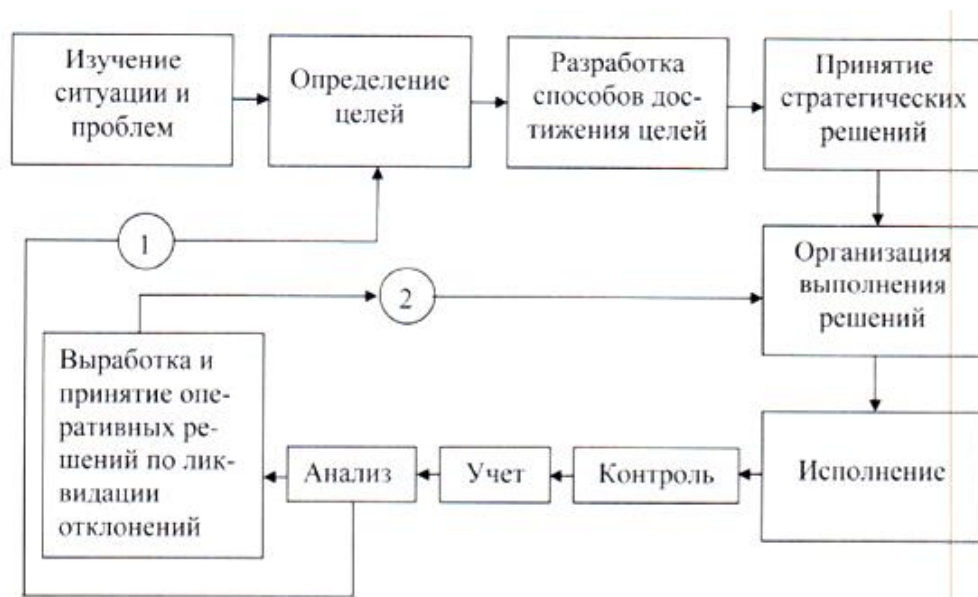 Изучение
ситуации и
проблем
Определение
целей
Разработка
способов дос-
тижения целей
Принятие
стратегических
решений
1
2
Организация
выполнения
решений
Выработка и
принятие опе-
ративных ре-
шений по лик-
видации
отклонений
Анализ
Учет
Контроль
Исполнение